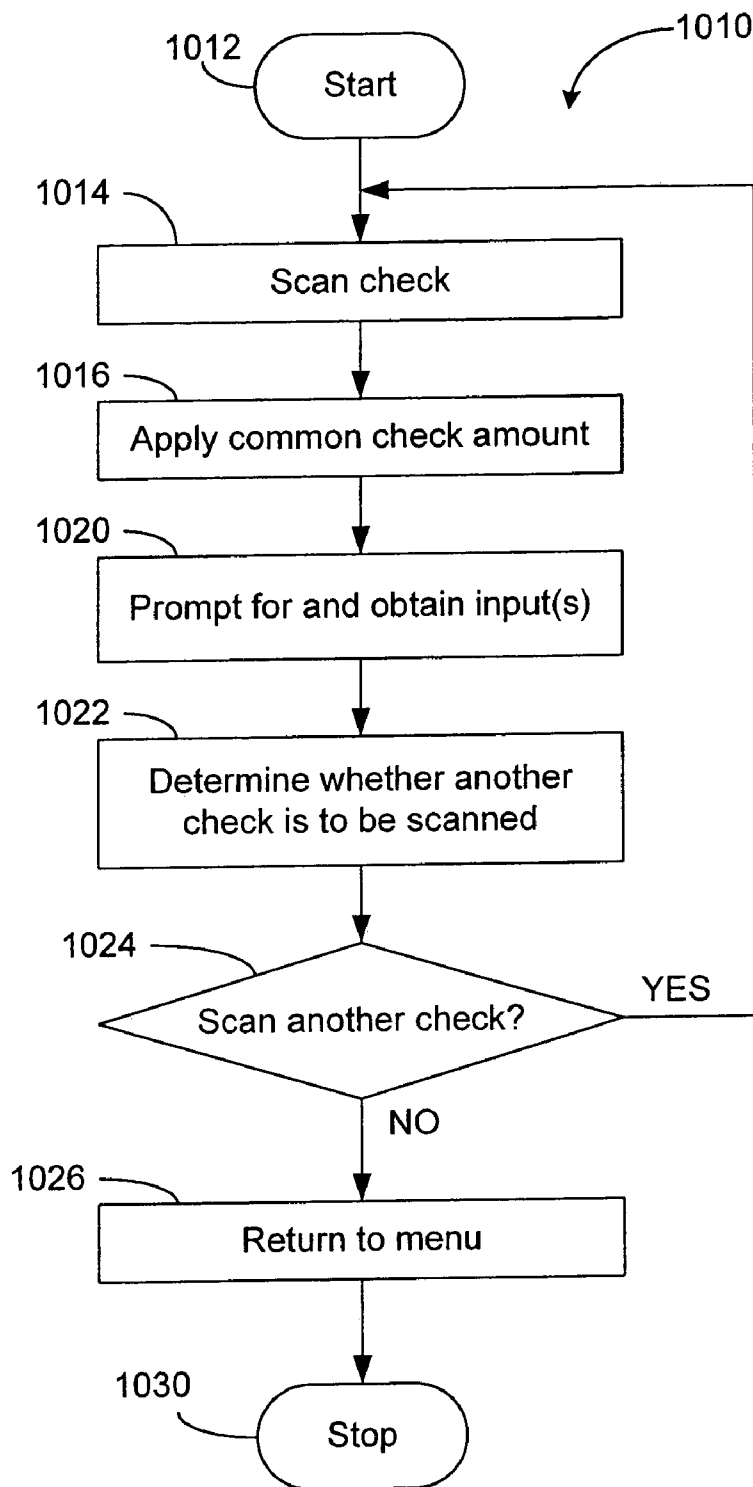 1010
1012
Start
1014
Scan check
1016
Apply common check amount
1020
Prompt for and obtain input(s)
1022
Determine whether another
check is to be scanned
1024
Scan another check?
YES
NO
1026
Return to menu
1030
Stop